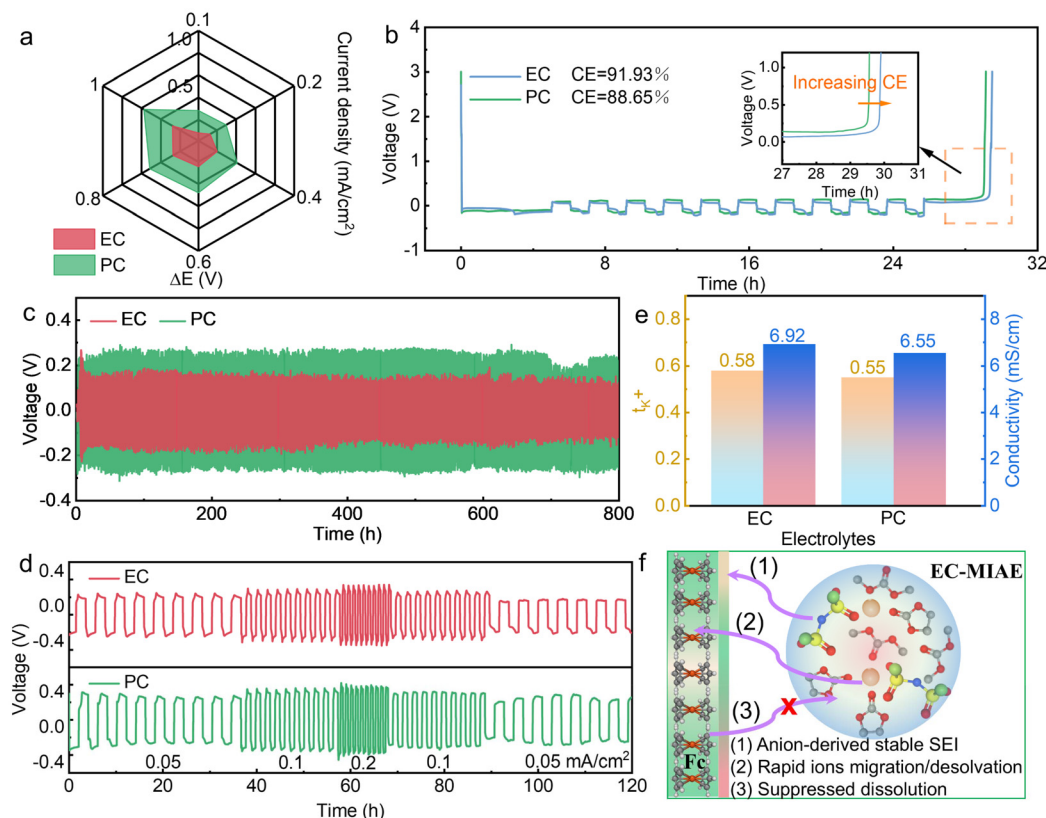 a
0.1
1.0
0.5
1
0.2
0.8
0.4
0.6
Current density (mA/cm²)
ΔE (V)
EC
PC
b
EC CE=91.93%
PC CE=88.65%
Voltage (V)
4
3
2
1
0
-1
0 4 8 12 16 20 24 28 32
Time (h)
Increasing CE
Voltage (V)
1.0
0.5
0.0
27 28 29 30 31
Time (h)
c
EC PC
Voltage (V)
0.4
0.2
0.0
-0.2
-0.4
0 200 400 600 800
Time (h)
e
0.8
0.6
0.4
0.2
0.0
tK+
0.58
6.92
0.55
6.55
8
6
4
2
0
Conductivity (mS/cm)
EC PC
Electrolytes
d
EC
0.4
0.0
-0.4
Voltage (V)
PC
0.4
0.0
-0.4
0.05 0.1 0.2 0.1 0.05 mA/cm²
0 20 40 60 80 100 120
Time (h)
f
EC-MIAE
(1)
(2)
(3)
X
Fc
(1) Anion-derived stable SEI
(2) Rapid ions migration/desolvation
(3) Suppressed dissolution